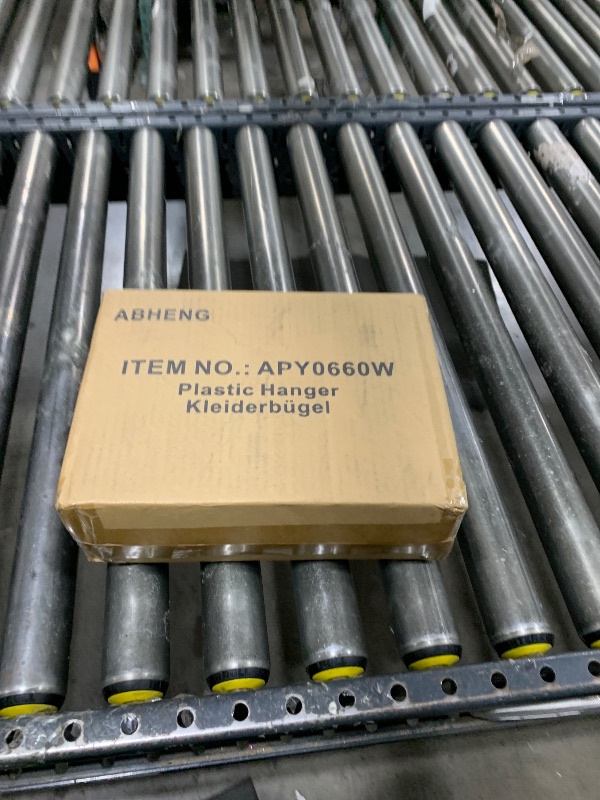 ABHENG
ITEM NO.: APY0660W
Plastic Hanger
Kleiderbügel